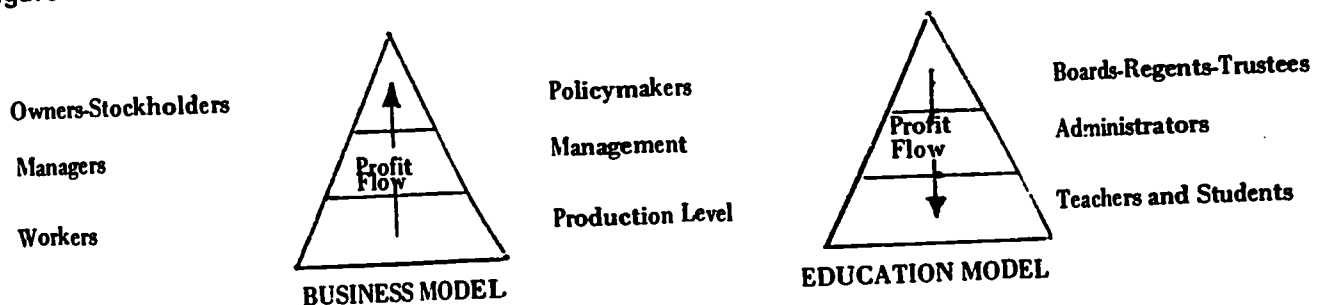 Owners-Stockholders
Managers
Workers
Profit
Flow
BUSINESS MODEL
Policymakers
Management
Production Level
Profit
Flow
EDUCATION MODEL
Boards-Regents-Trustees
Administrators
Teachers and Students